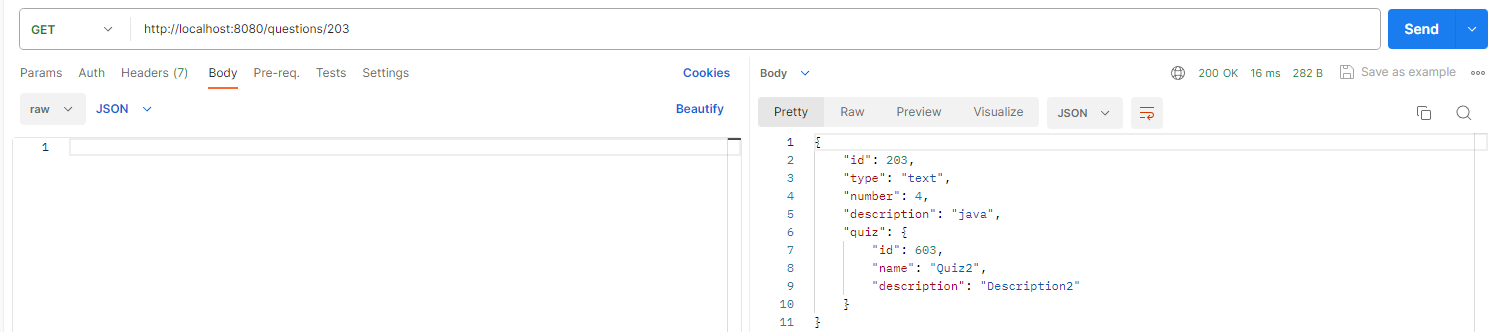 GET http://localhost:8080/questions/203 Send
Params Auth Headers (7) Body Pre-req. Tests Settings Cookies
raw JSON Beautify
1
Body 200 OK 16 ms 282 B Save as example
Pretty Raw Preview Visualize JSON
1 {
2 "id": 203,
3 "type": "text",
4 "number": 4,
5 "description": "java",
6 "quiz": {
7 "id": 603,
8 "name": "Quiz2",
9 "description": "Description2"
10 }
11 }